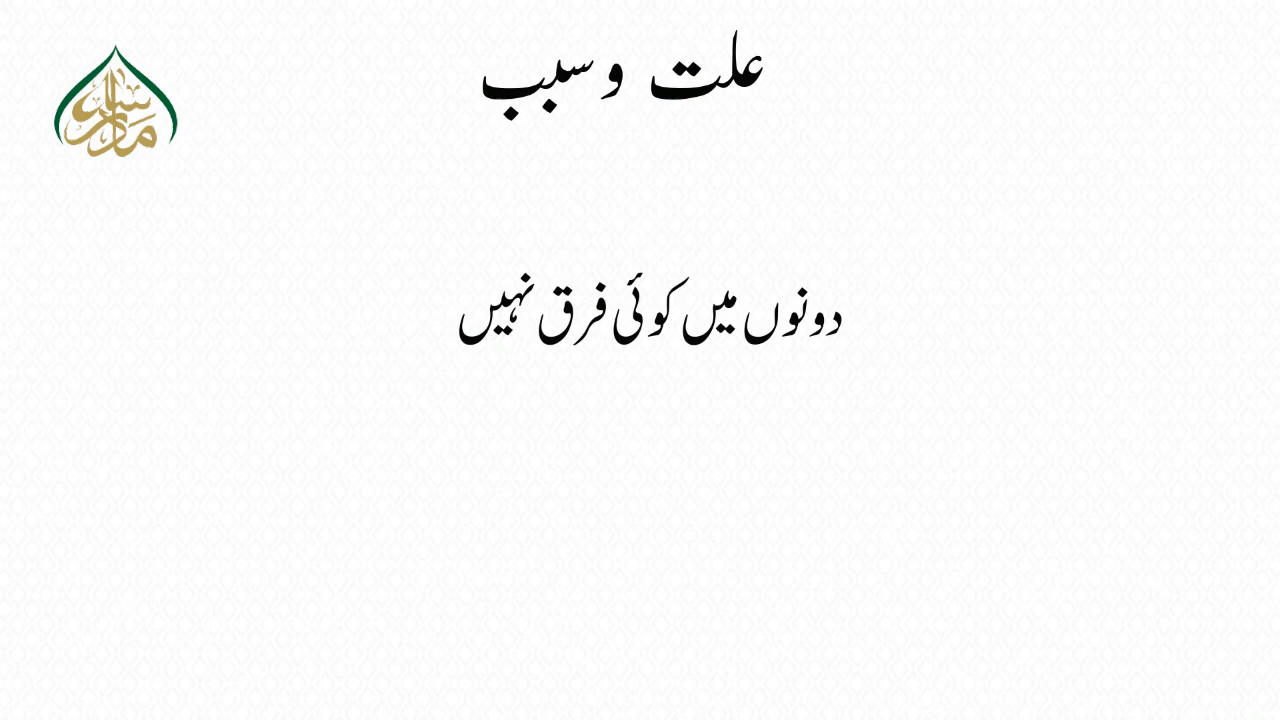 علت و سبب
دونوں میں کوئی فرق نہیں